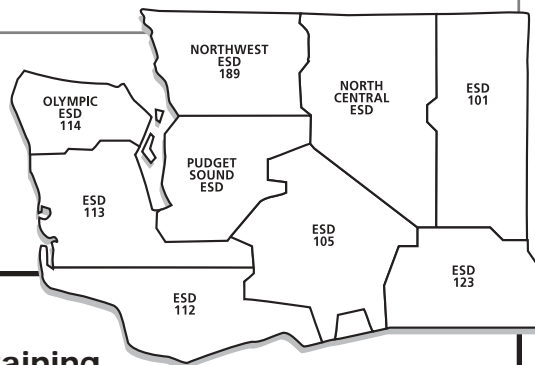 NORTHWEST
ESD
189
NORTH
CENTRAL
ESD
ESD
101
OLYMPIC
ESD
114
PUDGET
SOUND
ESD
ESD
113
ESD
105
ESD
123
ESD
112
aining